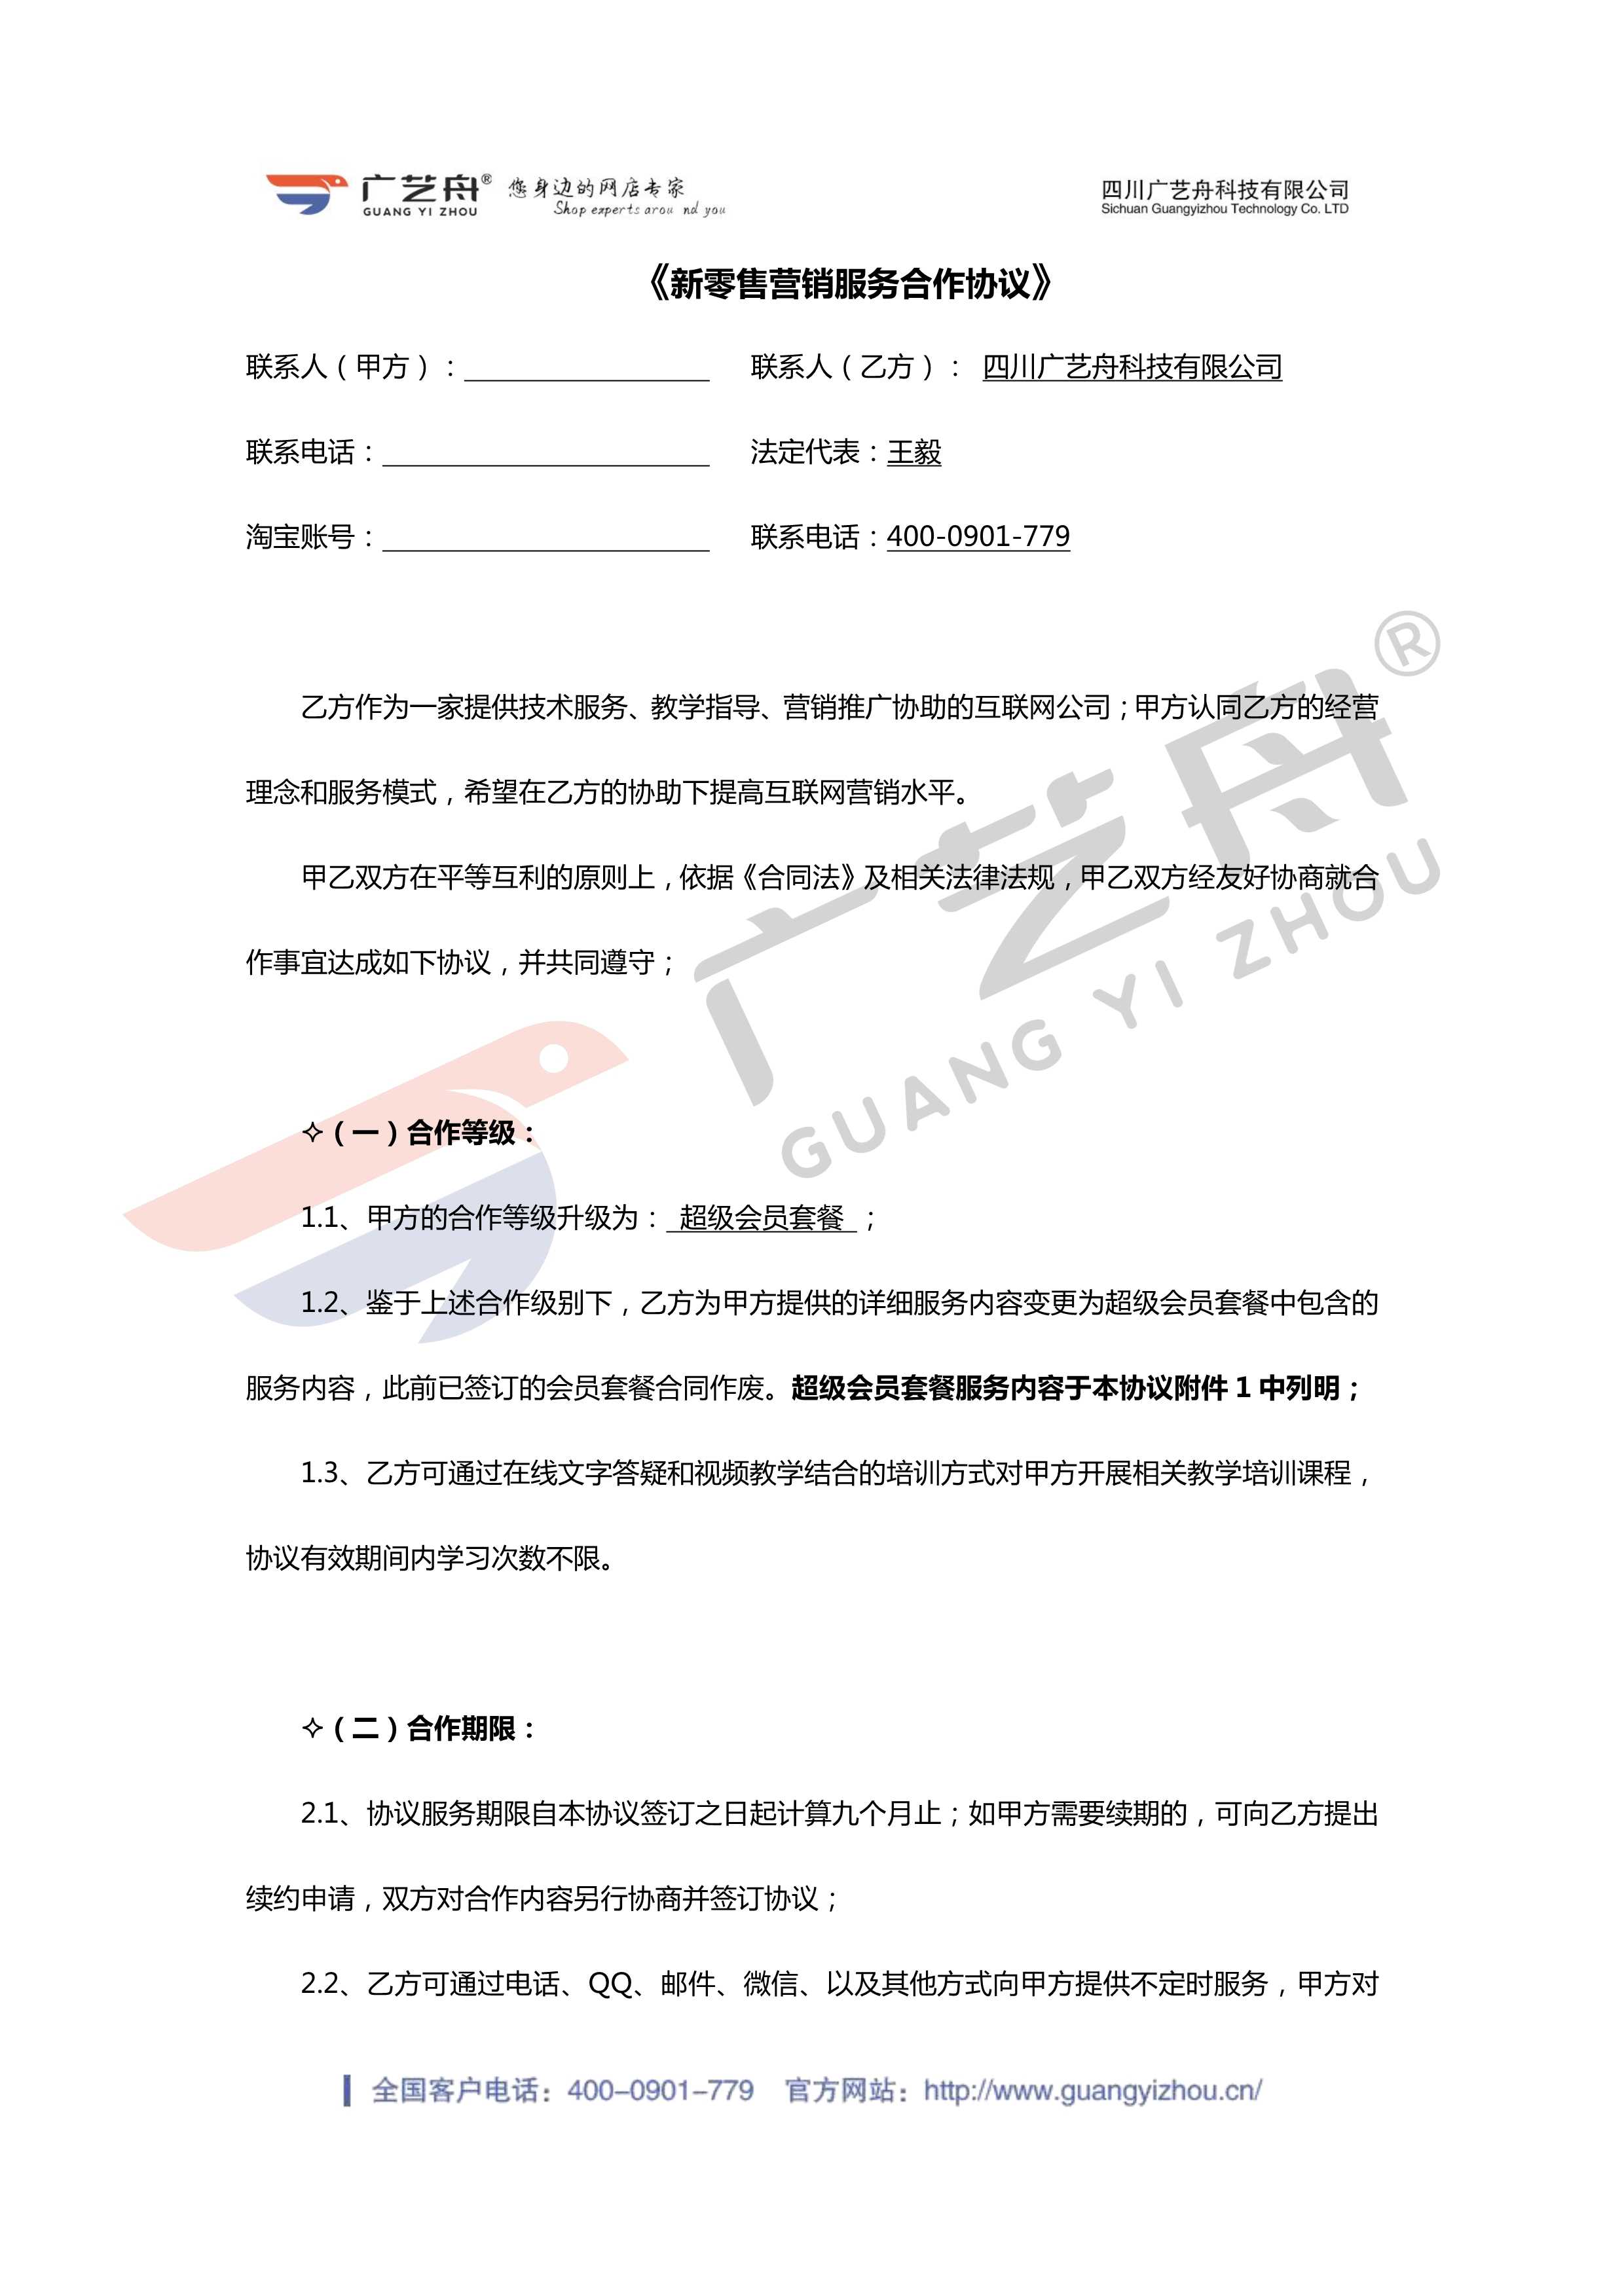 广艺舟® 您身边的网店专家 四川广艺舟科技有限公司
GUANG YI ZHOU Shop experts arou nd you Sichuan Guangyizhou Technology Co. LTD
《新零售营销服务合作协议》
联系人（甲方）： 联系人（乙方）： 四川广艺舟科技有限公司
联系电话： 法定代表：王毅
淘宝账号： 联系电话：400-0901-779
乙方作为一家提供技术服务、教学指导、营销推广协助的互联网公司；甲方认同乙方的经营
理念和服务模式，希望在乙方的协助下提高互联网营销水平。
甲乙双方在平等互利的原则上，依据《合同法》及相关法律法规，甲乙双方经友好协商就合
作事宜达成如下协议，并共同遵守；
广艺舟®
GUANG YI ZHOU
✧（一）合作等级：
1.1、甲方的合作等级升级为： 超级会员套餐 ；
1.2、鉴于上述合作级别下，乙方为甲方提供的详细服务内容变更为超级会员套餐中包含的
服务内容，此前已签订的会员套餐合同作废。超级会员套餐服务内容于本协议附件 1 中列明；
1.3、乙方可通过在线文字答疑和视频教学结合的培训方式对甲方开展相关教学培训课程，
协议有效期间内学习次数不限。
✧（二）合作期限：
2.1、协议服务期限自本协议签订之日起计算九个月止；如甲方需要续期的，可向乙方提出
续约申请，双方对合作内容另行协商并签订协议；
2.2、乙方可通过电话、QQ、邮件、微信、以及其他方式向甲方提供不定时服务，甲方对
全国客户电话：400-0901-779 官方网站：http://www.guangyizhou.cn/